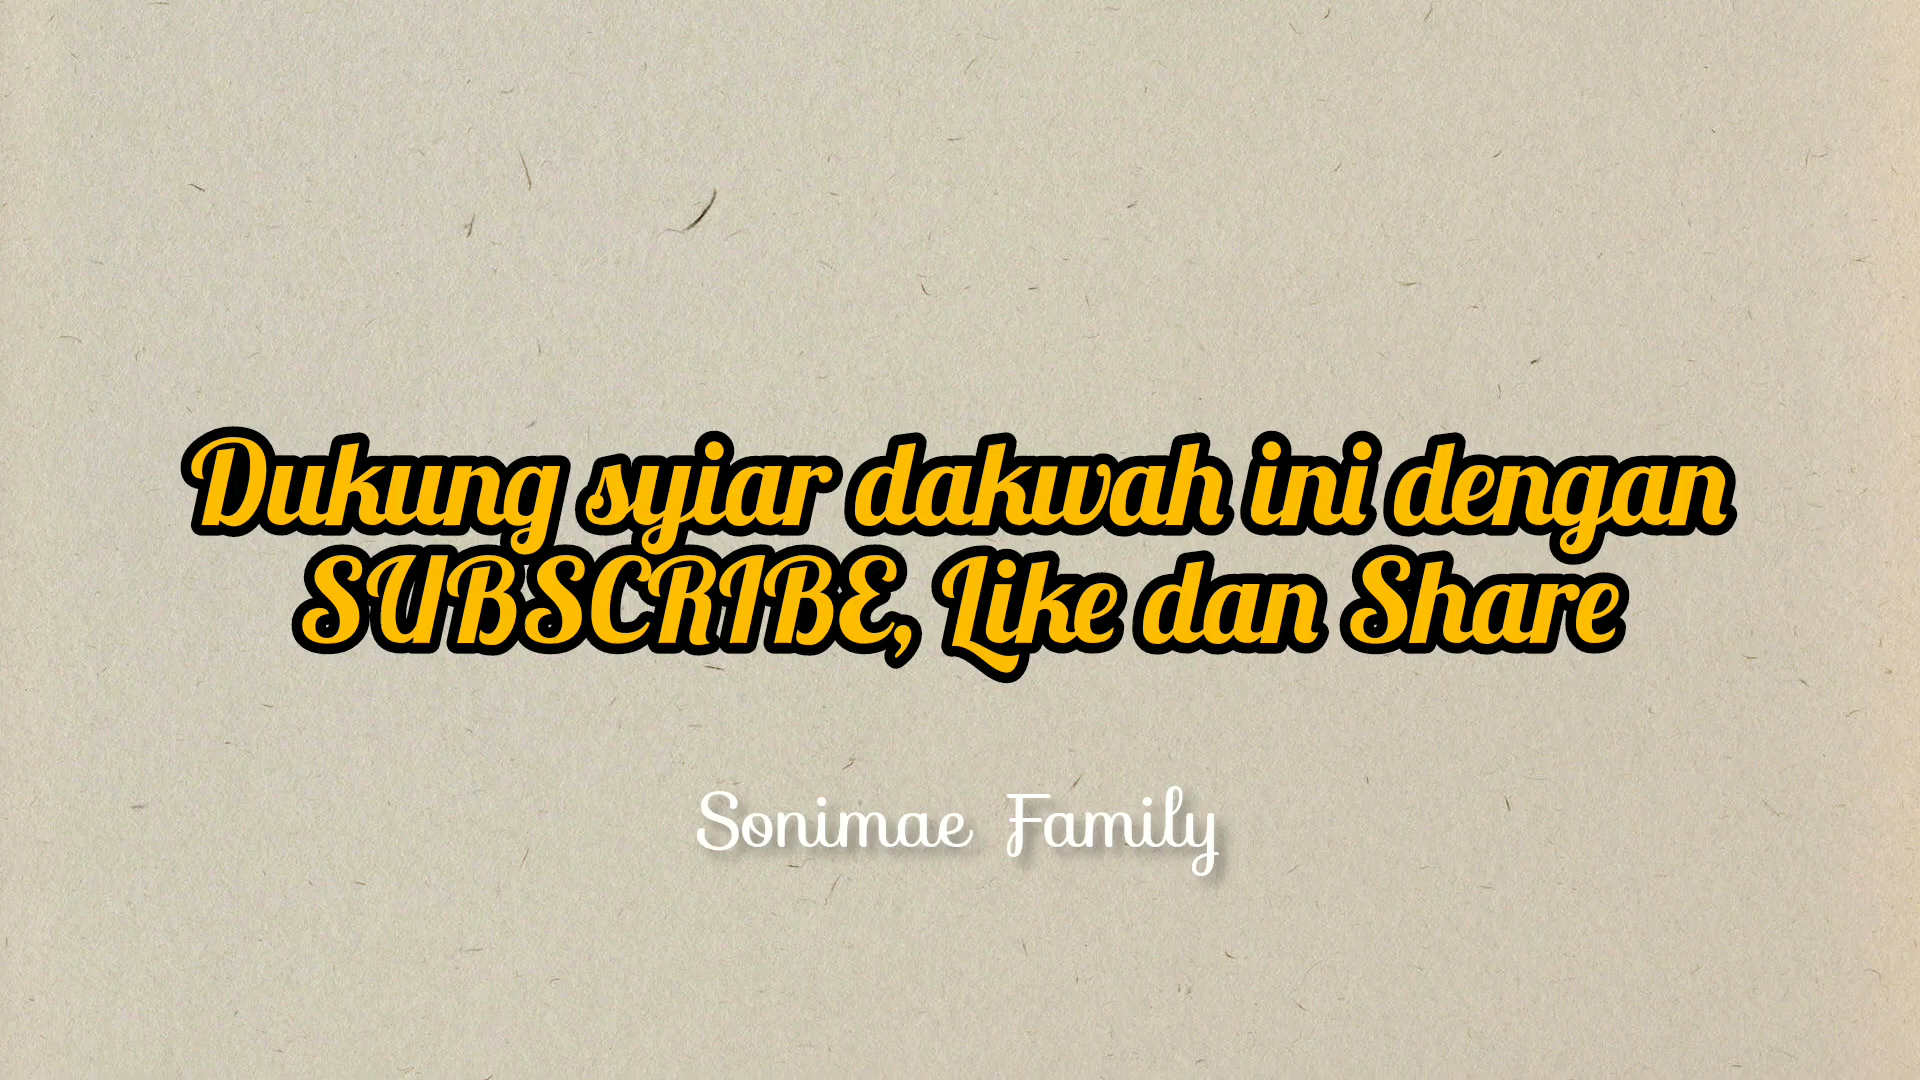 Dukung syiar dakwah ini dengan
SUBSCRIBE, Like dan Share
Sonimae Family